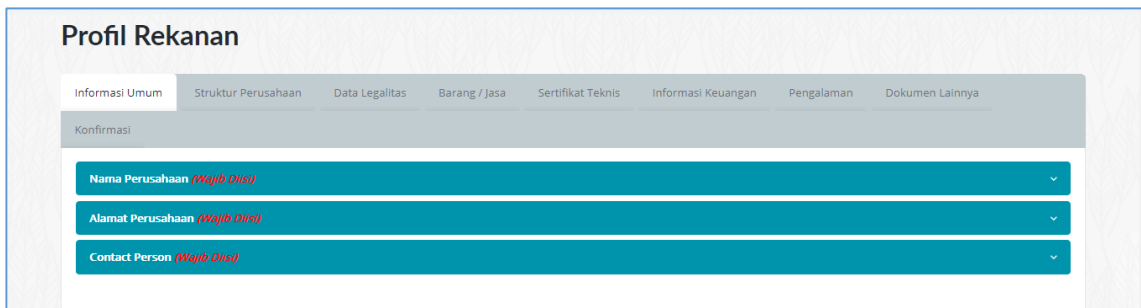 Profil Rekanan
Informasi Umum Struktur Perusahaan Data Legalitas Barang / Jasa Sertifikat Teknis Informasi Keuangan Pengalaman Dokumen Lainnya
Konfirmasi
Nama Perusahaan (Wajib Diisi)
Alamat Perusahaan (Wajib Diisi)
Contact Person (Wajib Diisi)